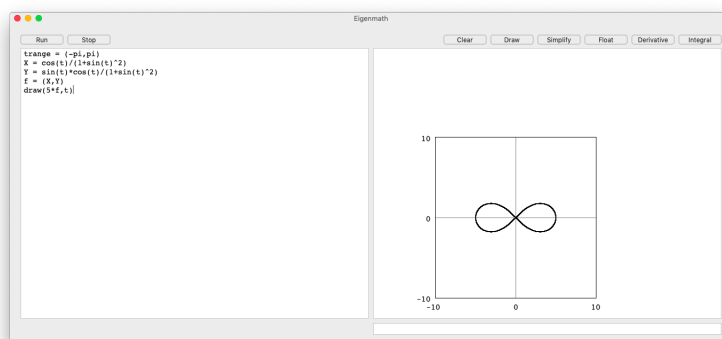 Eigenmath
Run Stop Clear Draw Simplify Float Derivative Integral
trange = (-pi,pi)
X = cos(t)/(1+sin(t)^2)
Y = sin(t)*cos(t)/(1+sin(t)^2)
f = (X,Y)
draw(5*f,t)
10
0
-10
-10 0 10